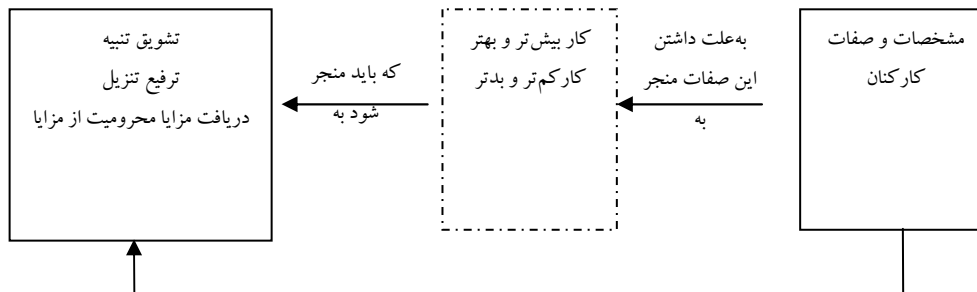 مشخصات و صفات
کارکنان
به‌علت داشتن
این صفات منجر
به
کار بیش‌تر و بهتر
کارکم‌تر و بدتر
که باید منجر
شود به
تشویق تنبیه
ترفیع تنزیل
دریافت مزایا محرومیت از مزایا